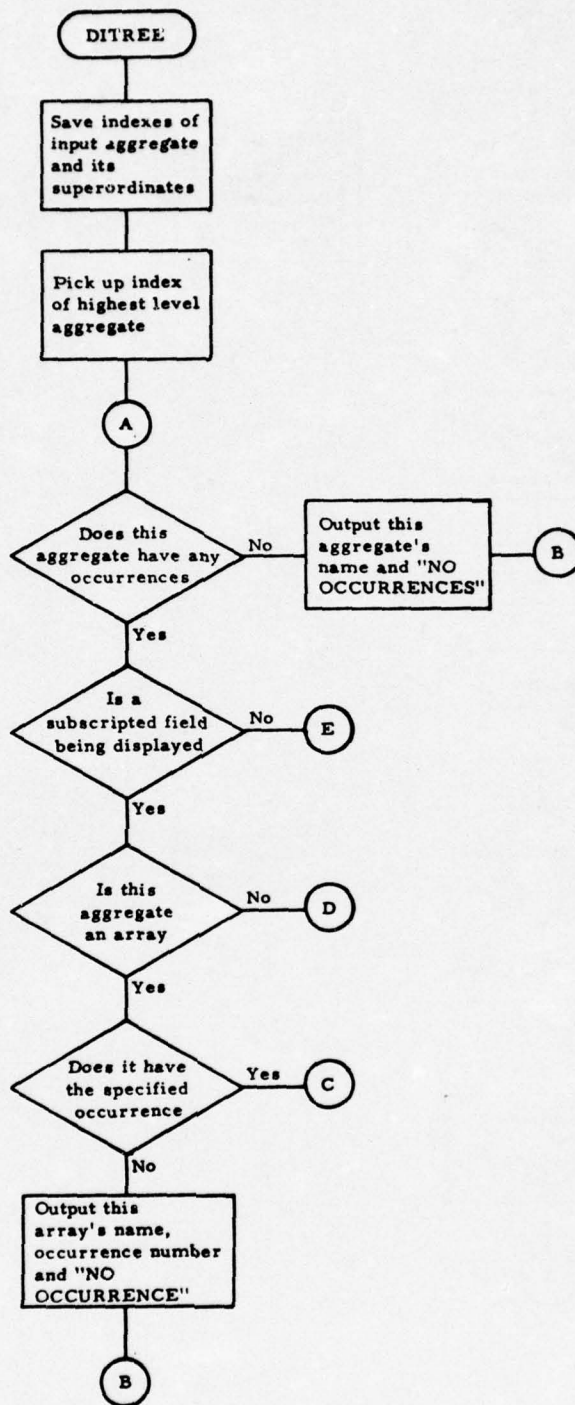 DITREE
Save indexes of
input aggregate
and its
superordinates
Pick up index
of highest level
aggregate
A
Does this
aggregate have any
occurrences
No
Output this
aggregate's
name and "NO
OCCURRENCES"
B
Yes
Is a
subscripted field
being displayed
No
E
Yes
Is this
aggregate
an array
No
D
Yes
Does it have
the specified
occurrence
Yes
C
No
Output this
array's name,
occurrence number
and "NO
OCCURRENCE"
B